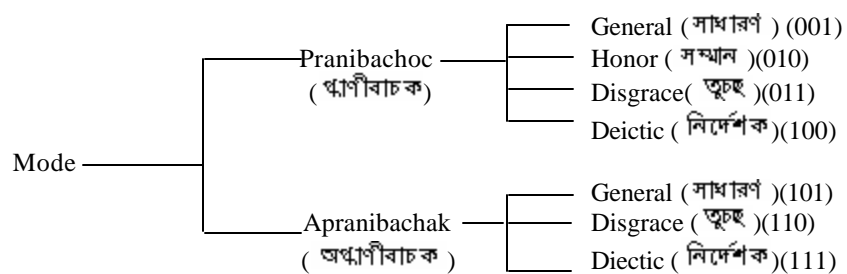 General ( সাধারণ ) (001)
Pranibachoc
Honor ( সম্মান )(010)
( প্রাণীবাচক )
Disgrace( তুচ্ছ )(011)
Deictic ( নির্দেশক )(100)
Mode
General ( সাধারণ )(101)
Apranibachak
Disgrace ( তুচ্ছ )(110)
( অপ্রাণীবাচক )
Diectic ( নির্দেশক )(111)